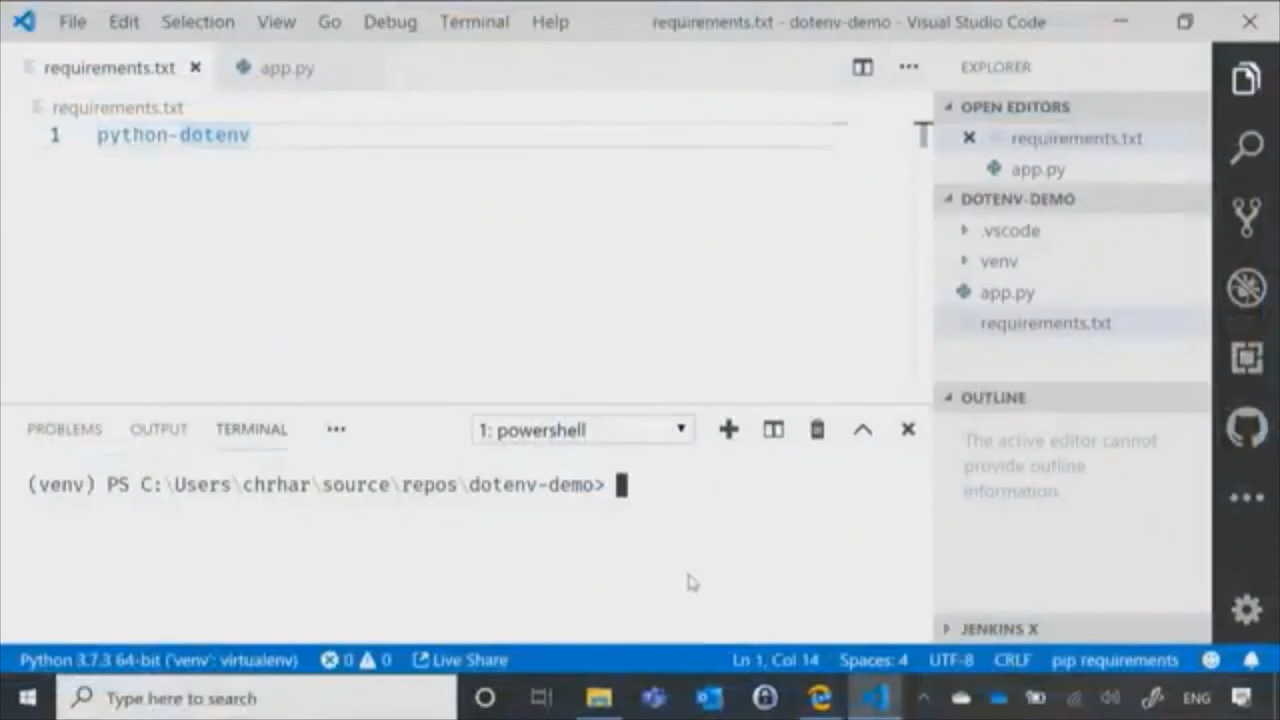 File Edit Selection View Go Debug Terminal Help requirements.txt - dotenv-demo - Visual Studio Code
requirements.txt app.py
requirements.txt
1 python-dotenv
EXPLORER
OPEN EDITORS
requirements.txt
app.py
DOTENV-DEMO
.vscode
venv
app.py
requirements.txt
OUTLINE
The active editor cannot
provide outline
information.
JENKINS X
PROBLEMS OUTPUT TERMINAL ... 1: powershell
(venv) PS C:\Users\chrhar\source\repos\dotenv-demo>
Python 3.7.3 64-bit ('venv': virtualenv) 0 0 Live Share Ln 1, Col 14 Spaces: 4 UTF-8 CRLF pip requirements
Type here to search ENG